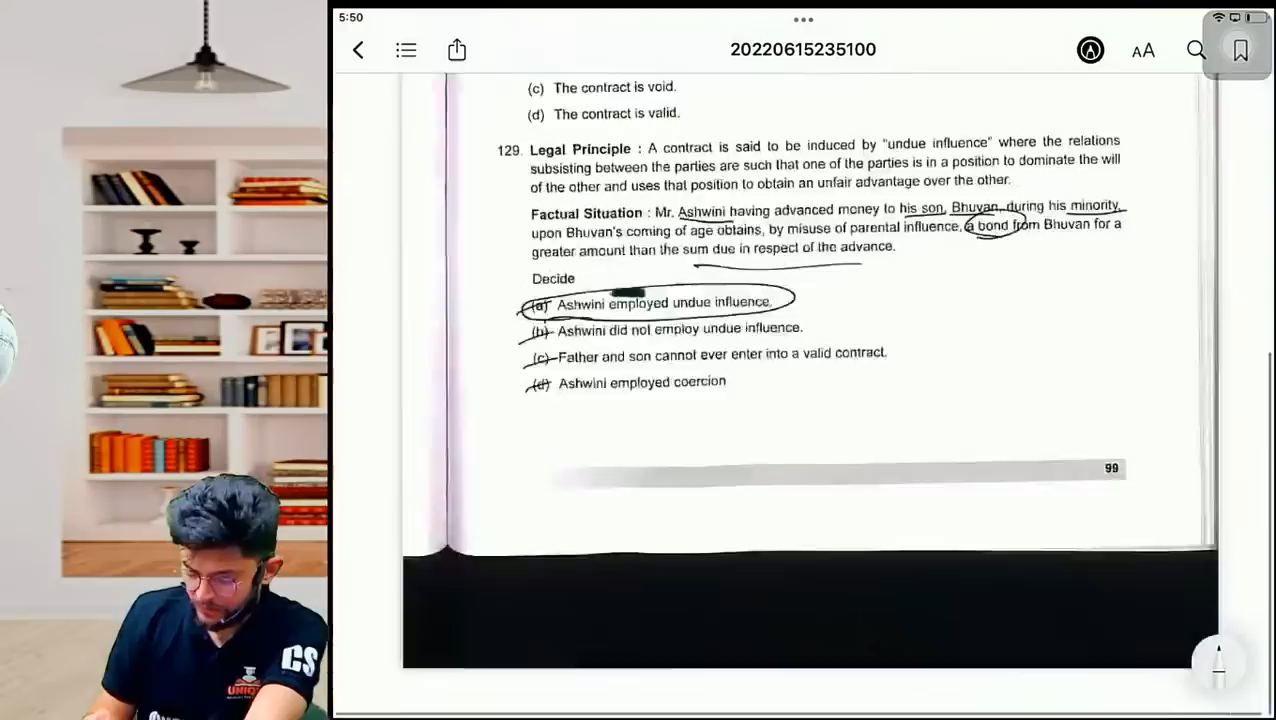 5:50
20220615235100
AA
(c) The contract is void.
(d) The contract is valid.
129. Legal Principle : A contract is said to be induced by "undue influence" where the relations
subsisting between the parties are such that one of the parties is in a position to dominate the will
of the other and uses that position to obtain an unfair advantage over the other.
Factual Situation : Mr. Ashwini having advanced money to his son, Bhuvan, during his minority,
upon Bhuvan's coming of age obtains, by misuse of parental influence, a bond from Bhuvan for a
greater amount than the sum due in respect of the advance.
Decide
(a) Ashwini employed undue influence.
(b) Ashwini did not employ undue influence.
(c) Father and son cannot ever enter into a valid contract.
(d) Ashwini employed coercion
99
CS